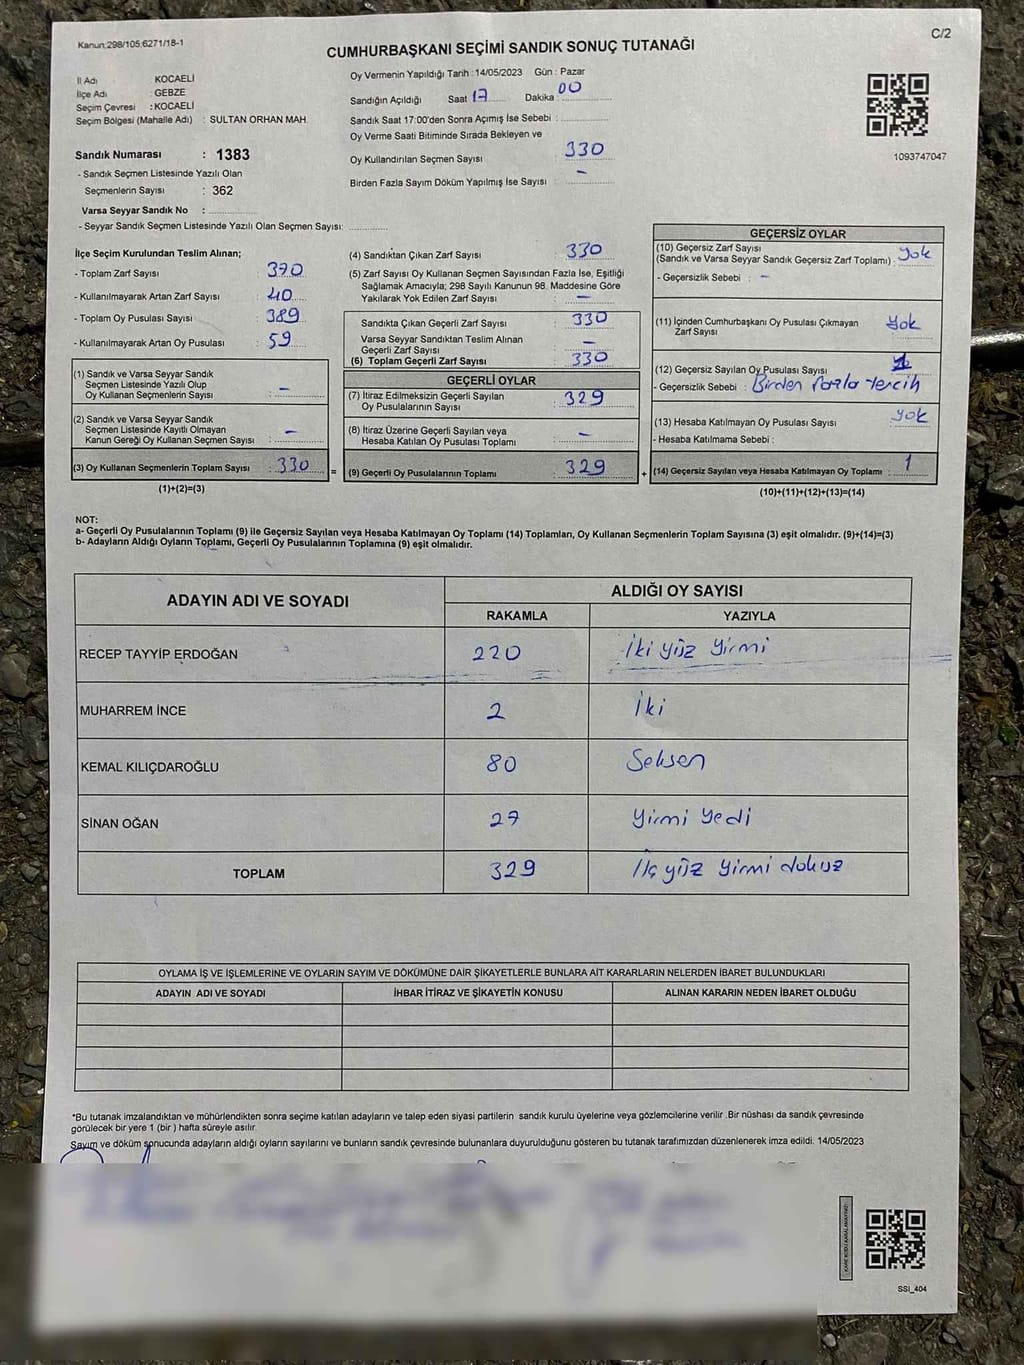 Kanun:298/105;6271/18-1
C/2
CUMHURBAŞKANI SEÇİMİ SANDIK SONUÇ TUTANAĞI
İl Adı : KOCAELİ
İlçe Adı : GEBZE
Seçim Çevresi : KOCAELİ
Seçim Bölgesi (Mahalle Adı) : SULTAN ORHAN MAH.
Sandık Numarası : 1383
- Sandık Seçmen Listesinde Yazılı Olan
Seçmenlerin Sayısı : 362
Varsa Seyyar Sandık No :
- Seyyar Sandık Seçmen Listesinde Yazılı Olan Seçmen Sayısı:
Oy Vermenin Yapıldığı Tarih : 14/05/2023 Gün : Pazar
Sandığın Açıldığı Saat 17 Dakika 00
Sandık Saat 17:00'den Sonra Açımış İse Sebebi :
Oy Verme Saati Bitiminde Sırada Bekleyen ve
Oy Kullandırılan Seçmen Sayısı : 330
Birden Fazla Sayım Döküm Yapılmış İse Sayısı : -
1093747047
İlçe Seçim Kurulundan Teslim Alınan;
- Toplam Zarf Sayısı : 370
- Kullanılmayarak Artan Zarf Sayısı : 40
- Toplam Oy Pusulası Sayısı : 389
- Kullanılmayarak Artan Oy Pusulası : 59
(1) Sandık ve Varsa Seyyar Sandık
Seçmen Listesinde Yazılı Olup
Oy Kullanan Seçmenlerin Sayısı : -
(2) Sandık ve Varsa Seyyar Sandık
Seçmen Listesinde Kayıtlı Olmayan
Kanun Gereği Oy Kullanan Seçmen Sayısı : -
(3) Oy Kullanan Seçmenlerin Toplam Sayısı : 330
(1)+(2)=(3)
(4) Sandıktan Çıkan Zarf Sayısı : 330
(5) Zarf Sayısı Oy Kullanan Seçmen Sayısından Fazla İse, Eşitliği
Sağlamak Amacıyla; 298 Sayılı Kanunun 98. Maddesine Göre
Yakılarak Yok Edilen Zarf Sayısı : -
Sandıkta Çıkan Geçerli Zarf Sayısı : 330
Varsa Seyyar Sandıktan Teslim Alınan
Geçerli Zarf Sayısı : -
(6) Toplam Geçerli Zarf Sayısı : 330
GEÇERLİ OYLAR
(7) İtiraz Edilmeksizin Geçerli Sayılan
Oy Pusulalarının Sayısı : 329
(8) İtiraz Üzerine Geçerli Sayılan veya
Hesaba Katılan Oy Pusulası Toplamı : -
= (9) Geçerli Oy Pusulalarının Toplamı : 329
GEÇERSİZ OYLAR
(10) Geçersiz Zarf Sayısı
(Sandık ve Varsa Seyyar Sandık Geçersiz Zarf Toplamı) : yok
- Geçersizlik Sebebi : -
(11) İçinden Cumhurbaşkanı Oy Pusulası Çıkmayan
Zarf Sayısı : yok
(12) Geçersiz Sayılan Oy Pusulası Sayısı
- Geçersizlik Sebebi : Birden fazla tercih
(13) Hesaba Katılmayan Oy Pusulası Sayısı : yok
- Hesaba Katılmama Sebebi :
+ (14) Geçersiz Sayılan veya Hesaba Katılmayan Oy Toplamı : 1
(10)+(11)+(12)+(13)=(14)
NOT:
a- Geçerli Oy Pusulalarının Toplamı (9) ile Geçersiz Sayılan veya Hesaba Katılmayan Oy Toplamı (14) Toplamları, Oy Kullanan Seçmenlerin Toplam Sayısına (3) eşit olmalıdır. (9)+(14)=(3)
b- Adayların Aldığı Oyların Toplamı, Geçerli Oy Pusulalarının Toplamına (9) eşit olmalıdır.
ADAYIN ADI VE SOYADI
ALDIĞI OY SAYISI
RAKAMLA YAZIYLA
RECEP TAYYİP ERDOĞAN 220 İki yüz yirmi
MUHARREM İNCE 2 İki
KEMAL KILIÇDAROĞLU 80 Seksen
SİNAN OĞAN 27 Yirmi yedi
TOPLAM 329 Üç yüz yirmi dokuz
OYLAMA İŞ VE İŞLEMLERİNE VE OYLARIN SAYIM VE DÖKÜMÜNE DAİR ŞİKAYETLERLE BUNLARA AİT KARARLARIN NELERDEN İBARET BULUNDUKLARI
ADAYIN ADI VE SOYADI İHBAR İTİRAZ VE ŞİKAYETİN KONUSU ALINAN KARARIN NEDEN İBARET OLDUĞU
*Bu tutanak imzalandıktan ve mühürlendikten sonra seçime katılan adayların ve talep eden siyasi partilerin sandık kurulu üyelerine veya gözlemcilerine verilir .Bir nüshası da sandık çevresinde
görülecek bir yere 1 (bir ) hafta süreyle asılır.
Sayım ve döküm sonucunda adayların aldığı oyların sayılarını ve bunların sandık çevresinde bulunanlara duyurulduğunu gösteren bu tutanak tarafımızdan düzenlenerek imza edildi. 14/05/2023
SSİ_404